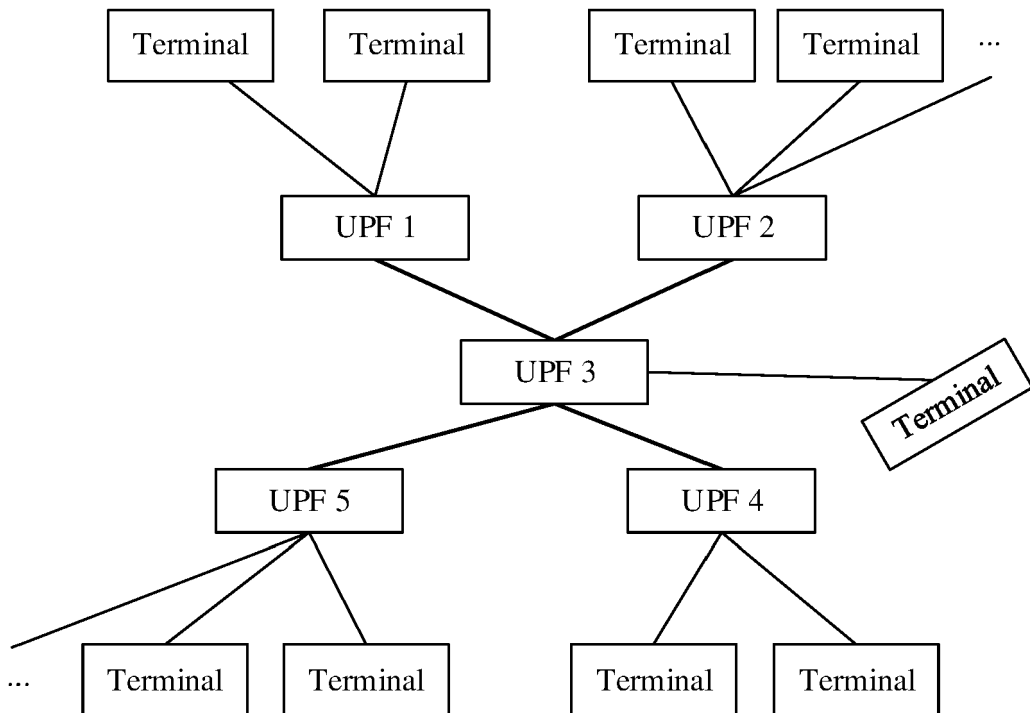 Terminal
Terminal
Terminal
Terminal
...
UPF 1
UPF 2
UPF 3
Terminal
UPF 5
UPF 4
...
Terminal
Terminal
Terminal
Terminal